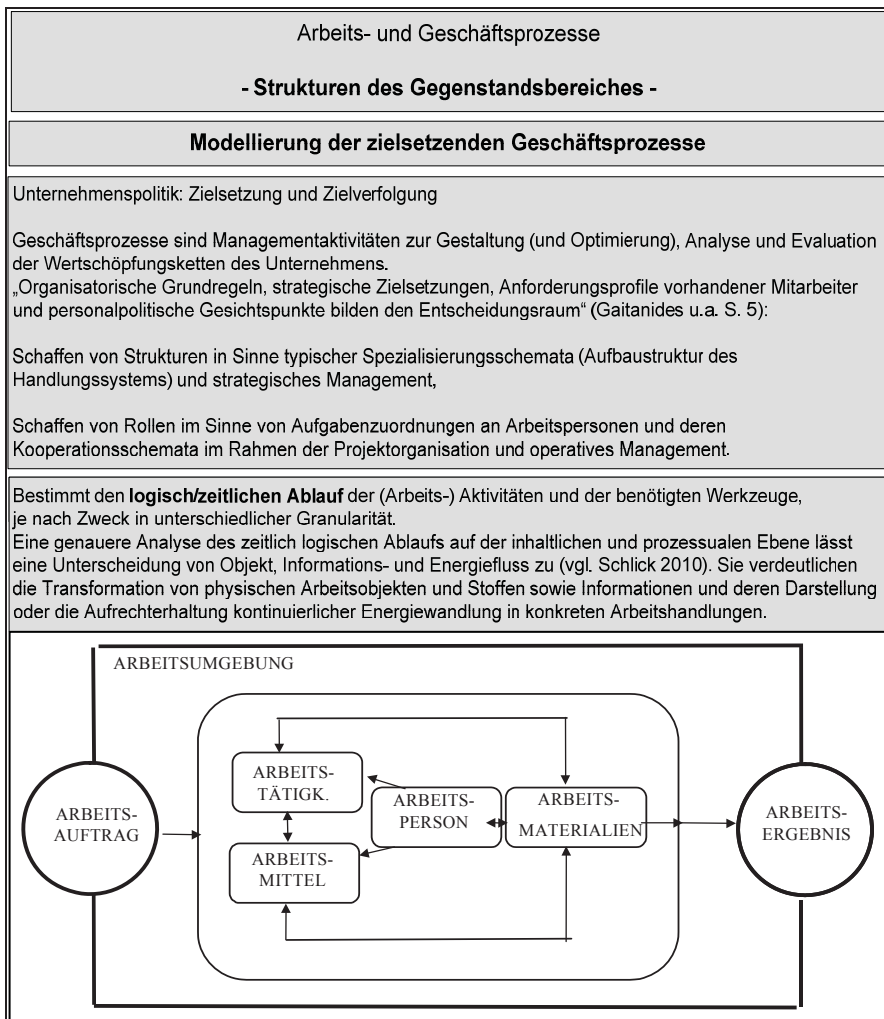 Arbeits- und Geschäftsprozesse
- Strukturen des Gegenstandsbereiches -
Modellierung der zielsetzenden Geschäftsprozesse
Unternehmenspolitik: Zielsetzung und Zielverfolgung
Geschäftsprozesse sind Managementaktivitäten zur Gestaltung (und Optimierung), Analyse und Evaluation
der Wertschöpfungsketten des Unternehmens.
„Organisatorische Grundregeln, strategische Zielsetzungen, Anforderungsprofile vorhandener Mitarbeiter
und personalpolitische Gesichtspunkte bilden den Entscheidungsraum“ (Gaitanides u.a. S. 5):
Schaffen von Strukturen in Sinne typischer Spezialisierungsschemata (Aufbaustruktur des
Handlungssystems) und strategisches Management,
Schaffen von Rollen im Sinne von Aufgabenzuordnungen an Arbeitspersonen und deren
Kooperationsschemata im Rahmen der Projektorganisation und operatives Management.
Bestimmt den logisch/zeitlichen Ablauf der (Arbeits-) Aktivitäten und der benötigten Werkzeuge,
je nach Zweck in unterschiedlicher Granularität.
Eine genauere Analyse des zeitlich logischen Ablaufs auf der inhaltlichen und prozessualen Ebene lässt
eine Unterscheidung von Objekt, Informations- und Energiefluss zu (vgl. Schlick 2010). Sie verdeutlichen
die Transformation von physischen Arbeitsobjekten und Stoffen sowie Informationen und deren Darstellung
oder die Aufrechterhaltung kontinuierlicher Energiewandlung in konkreten Arbeitshandlungen.
ARBEITSUMGEBUNG
ARBEITS-
AUFTRAG
ARBEITS-
TÄTIGK.
ARBEITS-
MITTEL
ARBEITS-
PERSON
ARBEITS-
MATERIALIEN
ARBEITS-
ERGEBNIS